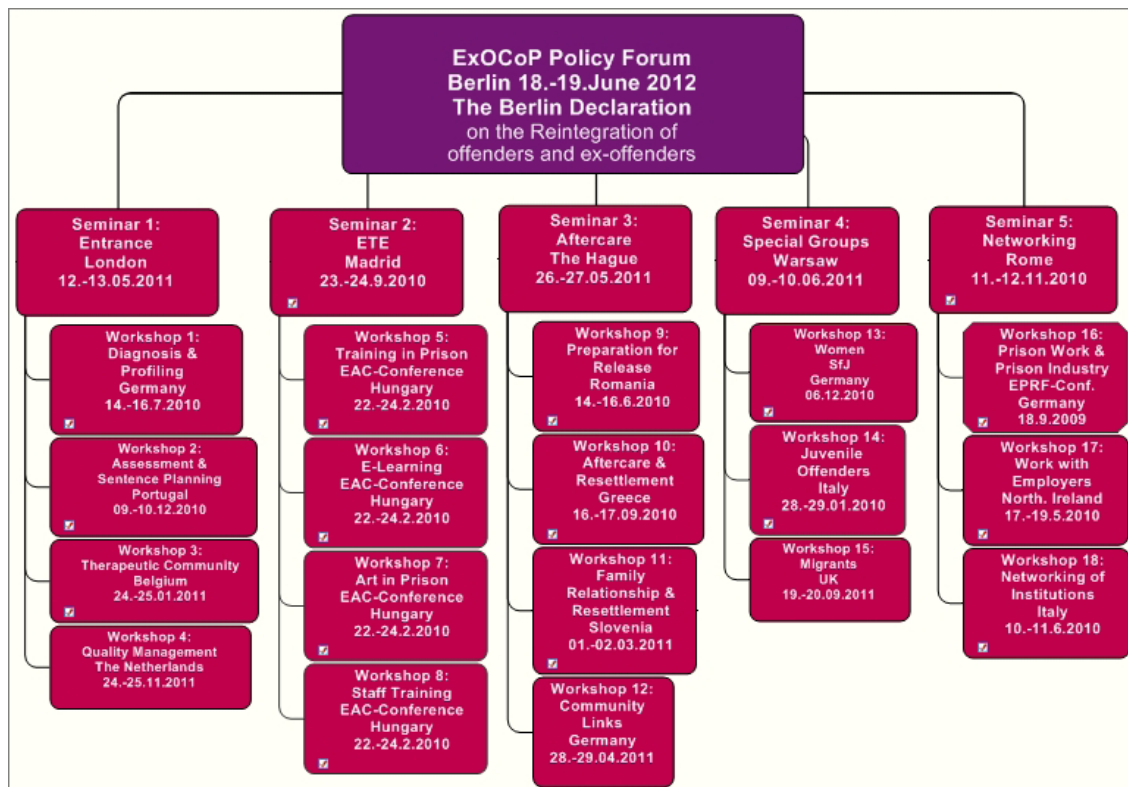 ExOCoP Policy Forum
Berlin 18.-19.June 2012
The Berlin Declaration
on the Reintegration of
offenders and ex-offenders
Seminar 1:
Entrance
London
12.-13.05.2011
Workshop 1:
Diagnosis &
Profiling
Germany
14.-16.7.2010
Workshop 2:
Assessment &
Sentence Planning
Portugal
09.-10.12.2010
Workshop 3:
Therapeutic Community
Belgium
24.-25.01.2011
Workshop 4:
Quality Management
The Netherlands
24.-25.11.2011
Seminar 2:
ETE
Madrid
23.-24.9.2010
Workshop 5:
Training in Prison
EAC-Conference
Hungary
22.-24.2.2010
Workshop 6:
E-Learning
EAC-Conference
Hungary
22.-24.2.2010
Workshop 7:
Art in Prison
EAC-Conference
Hungary
22.-24.2.2010
Workshop 8:
Staff Training
EAC-Conference
Hungary
22.-24.2.2010
Seminar 3:
Aftercare
The Hague
26.-27.05.2011
Workshop 9:
Preparation for
Release
Romania
14.-16.6.2010
Workshop 10:
Aftercare &
Resettlement
Greece
16.-17.09.2010
Workshop 11:
Family
Relationship &
Resettlement
Slovenia
01.-02.03.2011
Workshop 12:
Community
Links
Germany
28.-29.04.2011
Seminar 4:
Special Groups
Warsaw
09.-10.06.2011
Workshop 13:
Women
SfJ
Germany
06.12.2010
Workshop 14:
Juvenile
Offenders
Italy
28.-29.01.2010
Workshop 15:
Migrants
UK
19.-20.09.2011
Seminar 5:
Networking
Rome
11.-12.11.2010
Workshop 16:
Prison Work &
Prison Industry
EPRF-Conf.
Germany
18.9.2009
Workshop 17:
Work with
Employers
North. Ireland
17.-19.5.2010
Workshop 18:
Networking of
Institutions
Italy
10.-11.6.2010